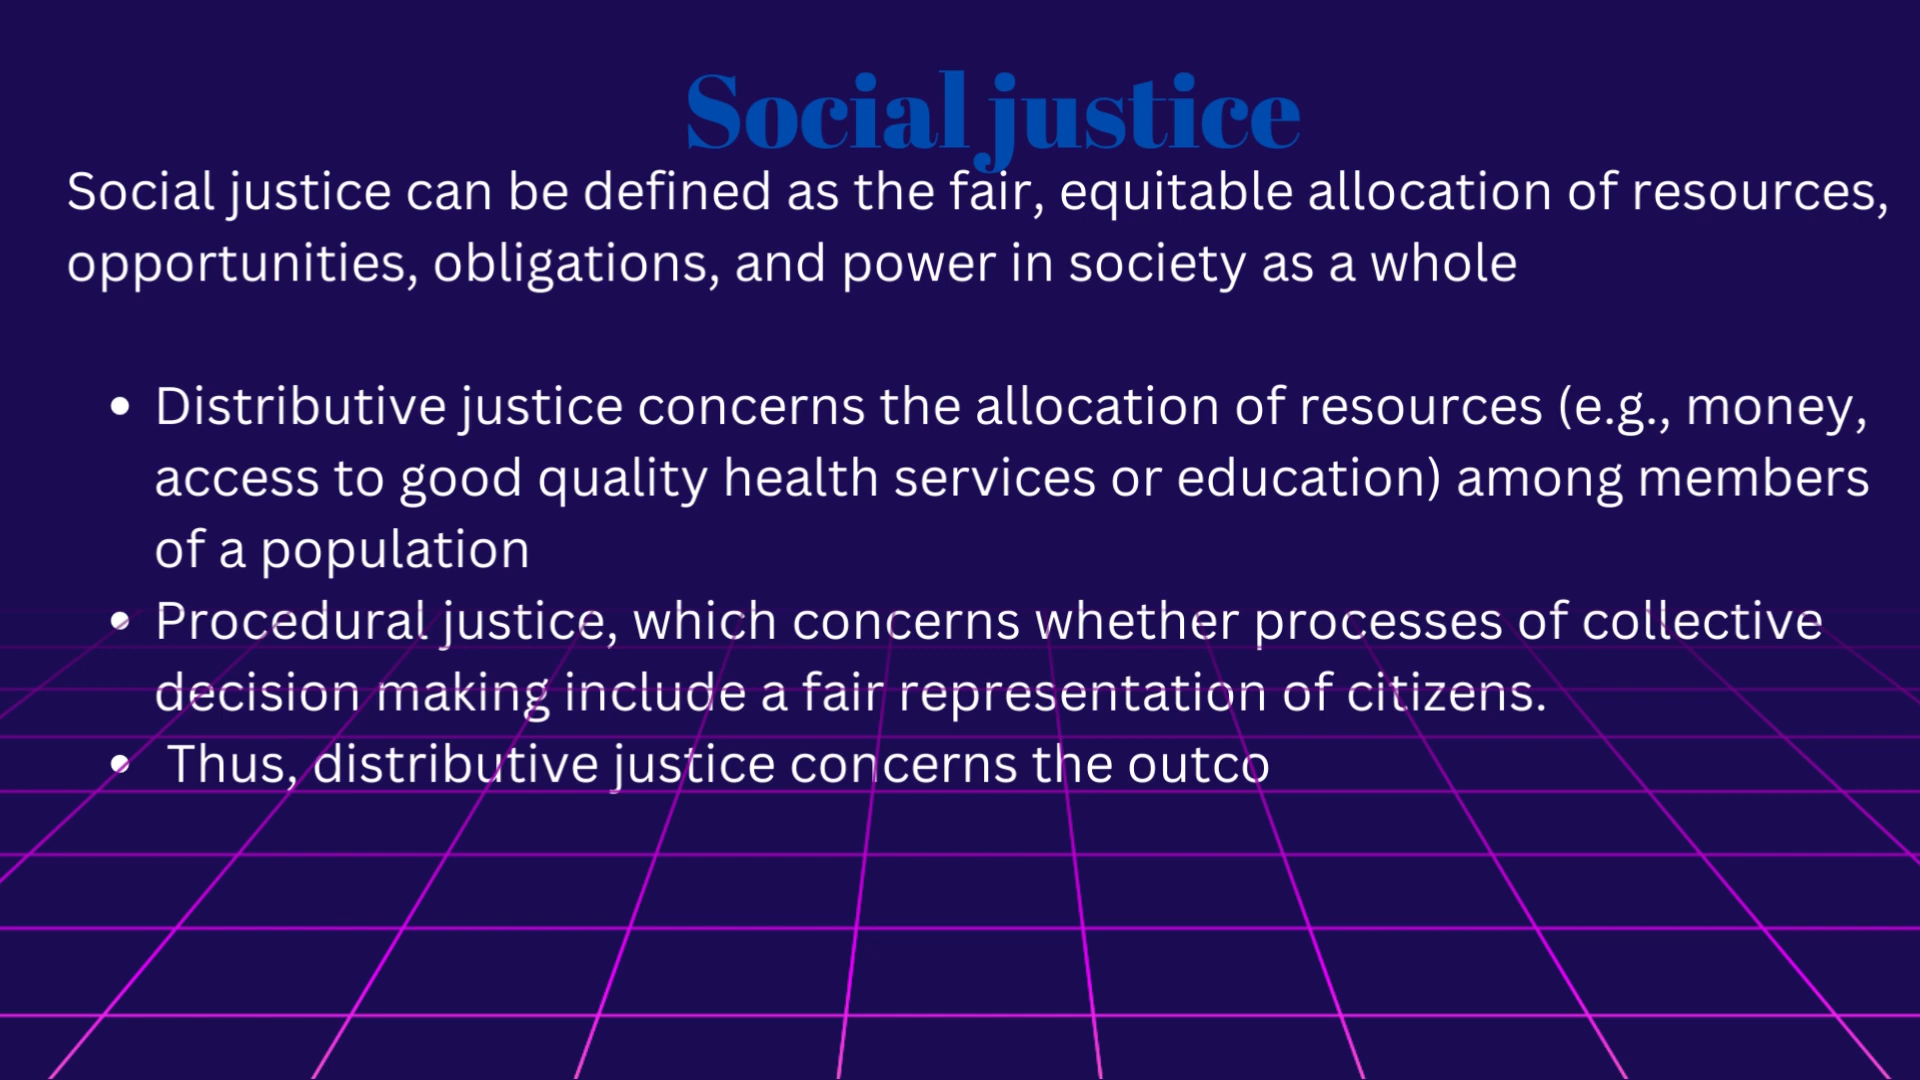 Social justice
Social justice can be defined as the fair, equitable allocation of resources,
opportunities, obligations, and power in society as a whole
• Distributive justice concerns the allocation of resources (e.g., money,
access to good quality health services or education) among members
of a population
• Procedural justice, which concerns whether processes of collective
decision making include a fair representation of citizens.
• Thus, distributive justice concerns the outco